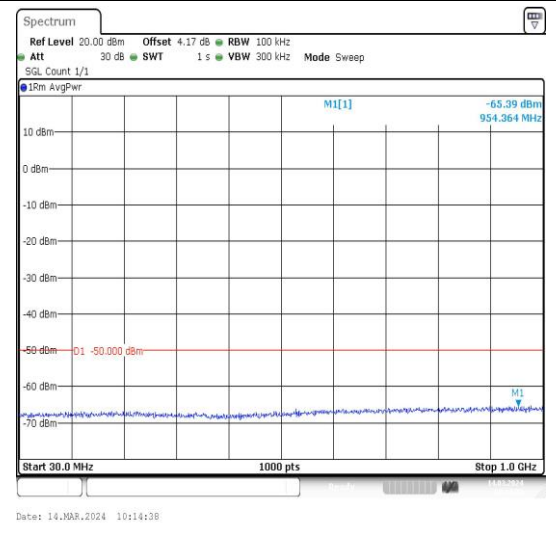 Spectrum
Ref Level 20.00 dBm Offset 4.17 dB RBW 100 kHz
Att 30 dB SWT 1 s VBW 300 kHz Mode Sweep
SGL Count 1/1
1Rm AvgPwr
M1[1] -65.39 dBm
954.364 MHz
10 dBm
0 dBm
-10 dBm
-20 dBm
-30 dBm
-40 dBm
-50 dBm D1 -50.000 dBm
-60 dBm
M1
-70 dBm
Start 30.0 MHz 1000 pts Stop 1.0 GHz
14.03.2024
Date: 14.MAR.2024 10:14:38